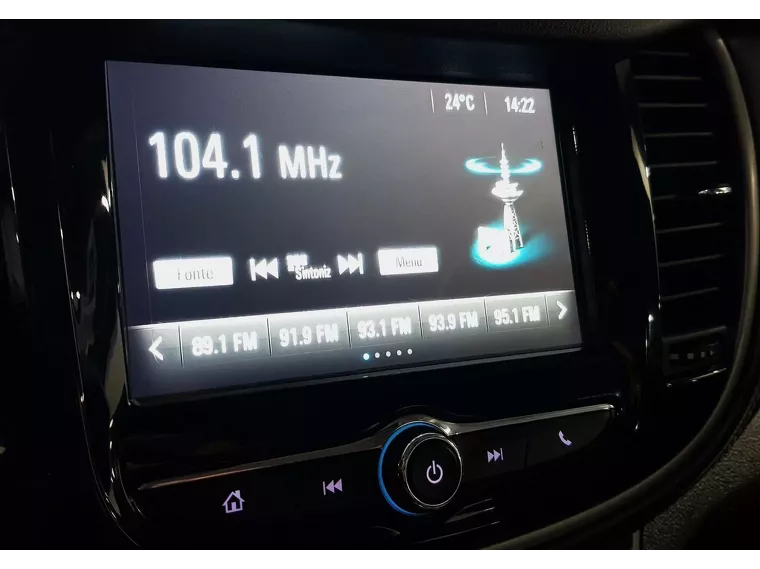 24°C 14:22
104.1 MHz
Fonte Sintoniz Menu
89.1 FM 91.9 FM 93.1 FM 93.9 FM 95.1 FM